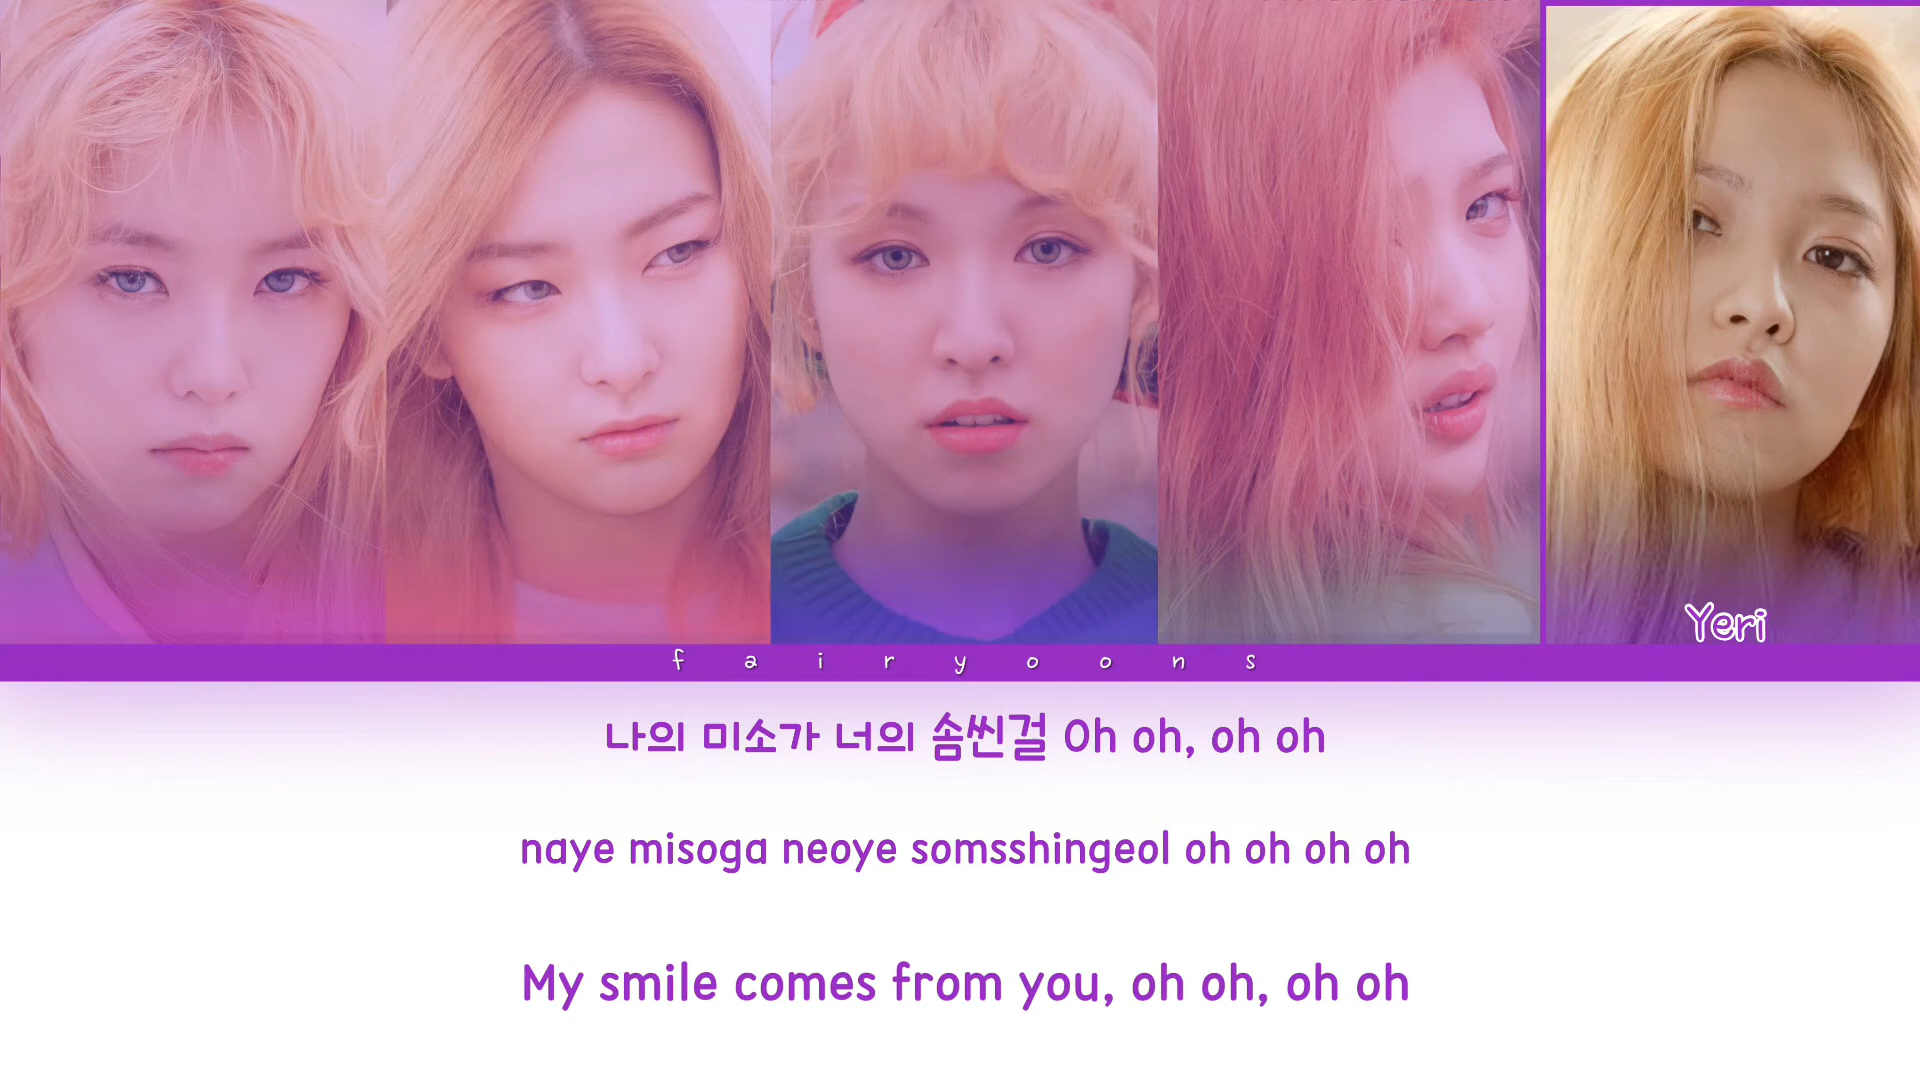 Yeri
fairyoons
나의 미소가 너의 솜씬걸 Oh oh, oh oh
naye misoga neoye somsshingeol oh oh oh oh
My smile comes from you, oh oh, oh oh